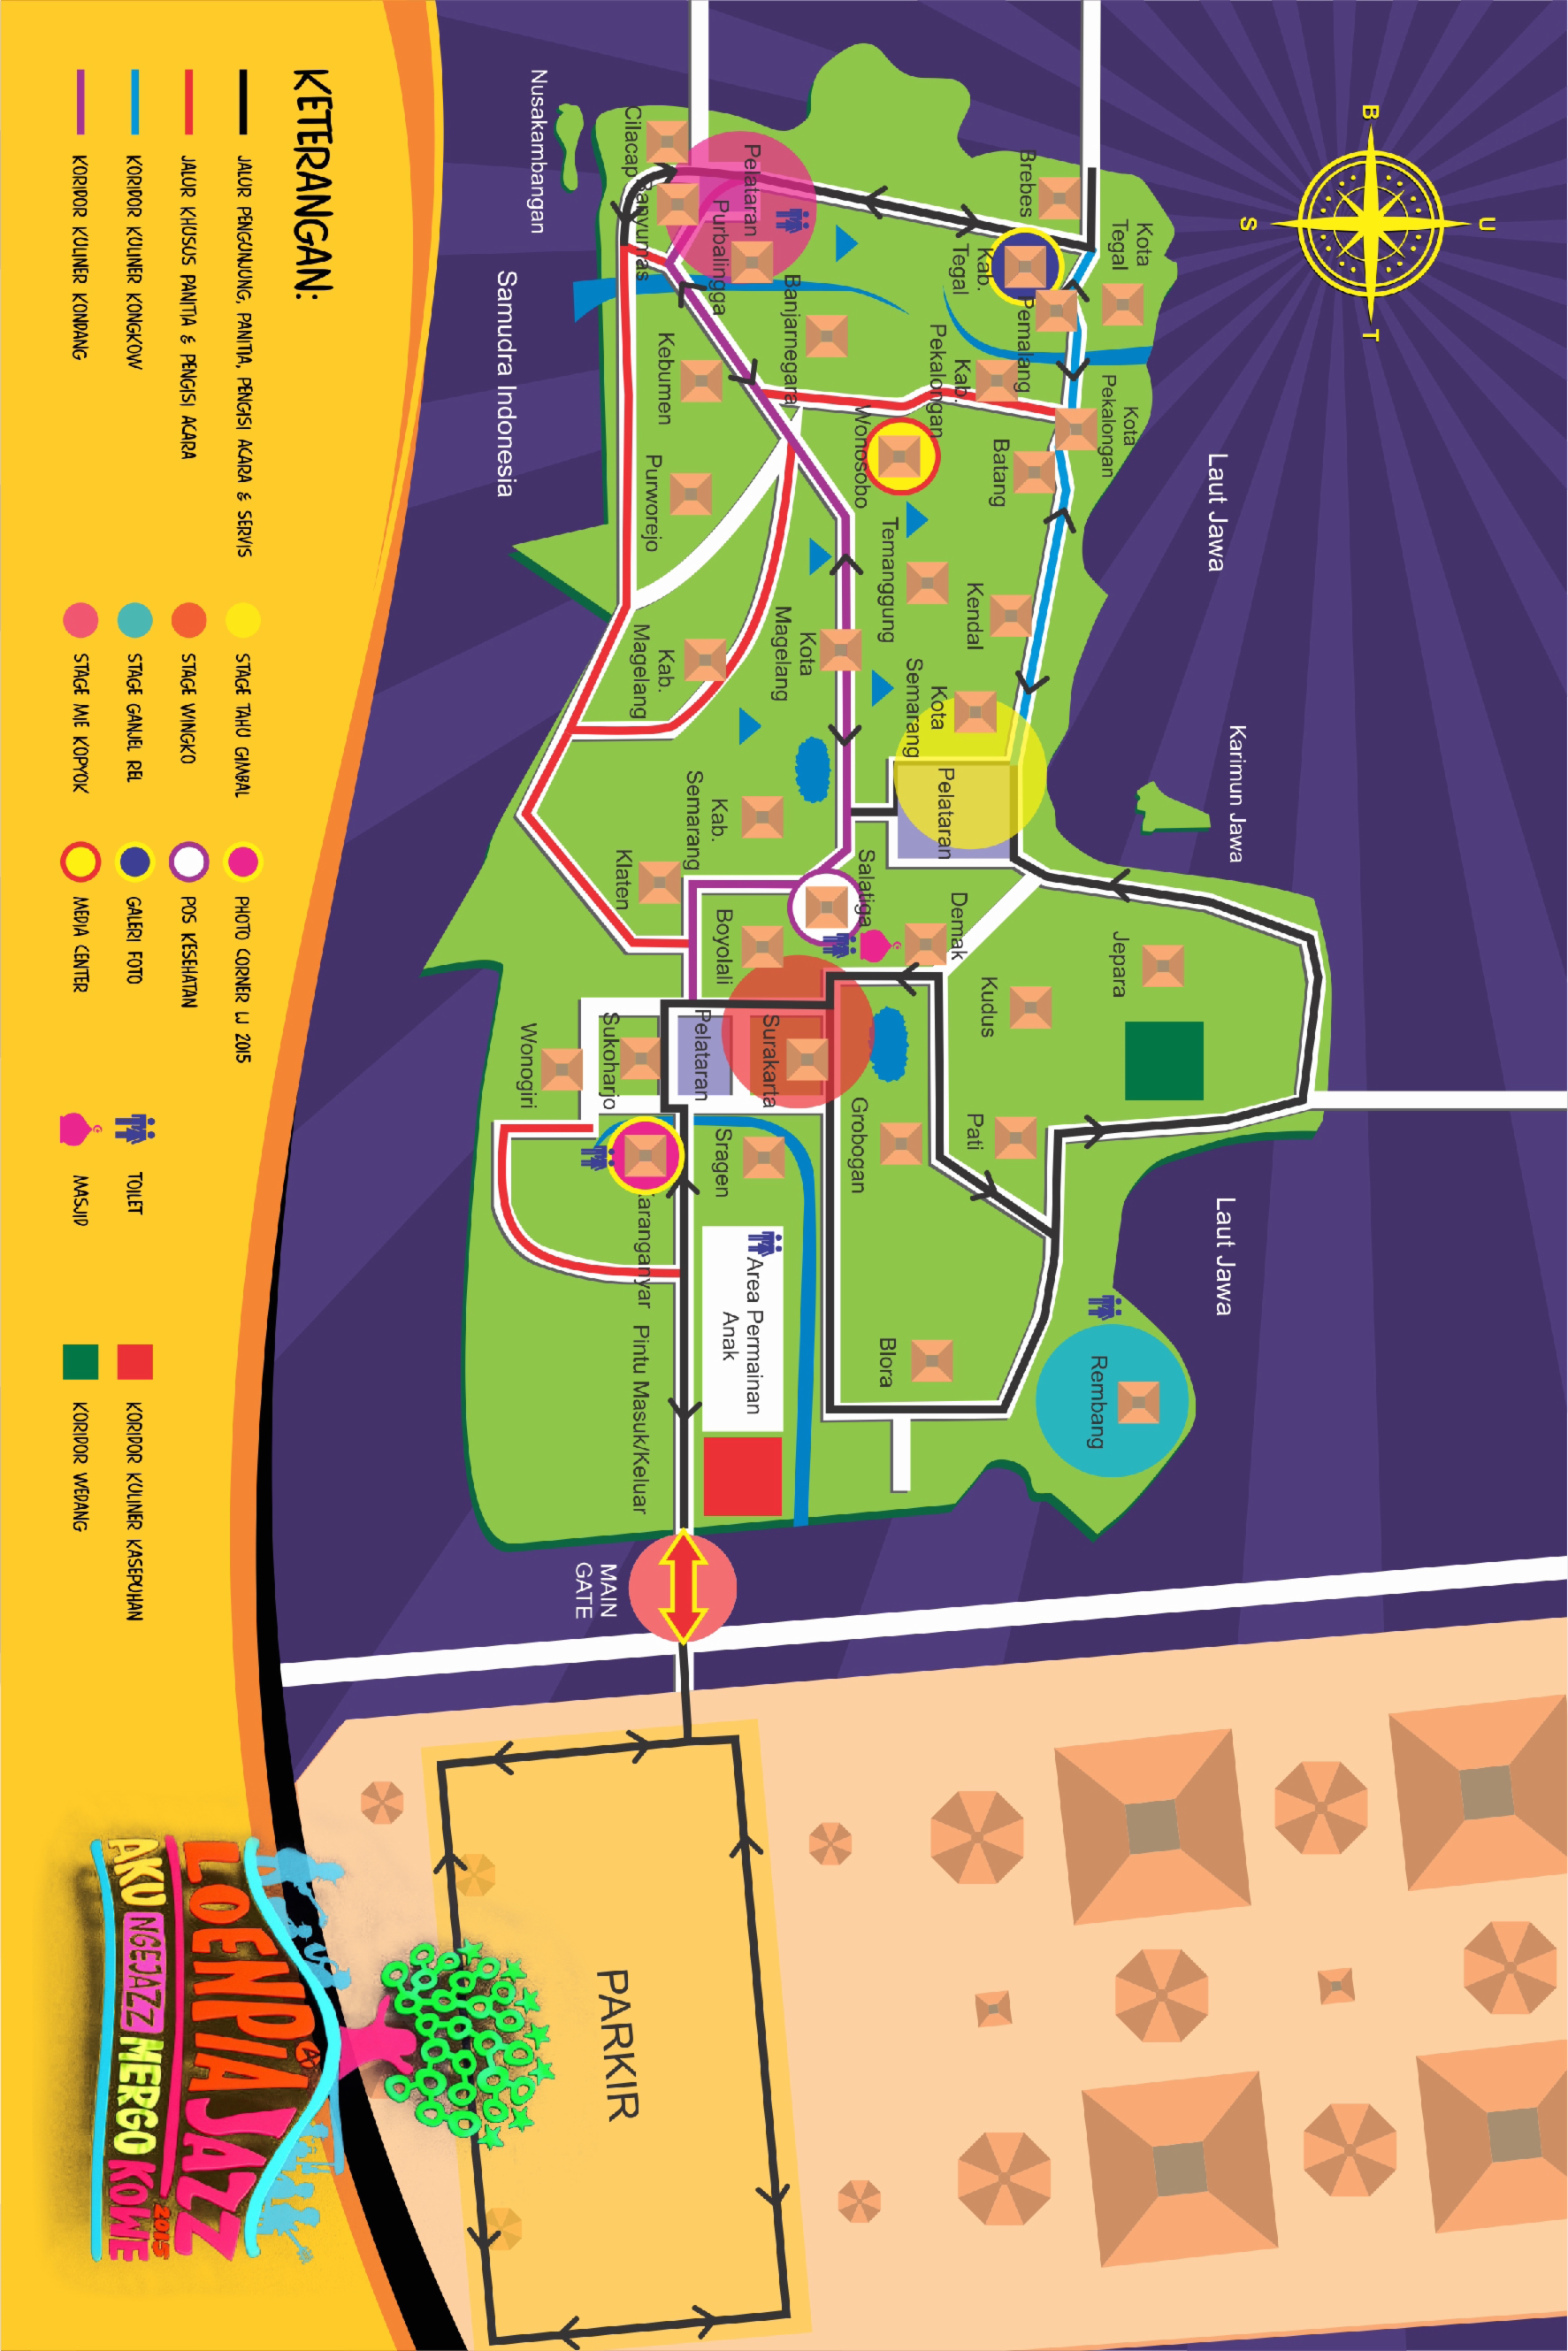 B
U
S
T
Laut Jawa
Karimun Jawa
Laut Jawa
Brebes
Kota
Tegal
Kab.
Tegal
Pemalang
Kota
Pekalongan
Kab.
Pekalongan
Batang
Kendal
Kota
Semarang
Pelataran
Demak
Jepara
Kudus
Pati
Rembang
Blora
Grobogan
Cilacap
Banyumas
Pelataran
Purbalingga
Banjarnegara
Kebumen
Wonosobo
Purworejo
Temanggung
Kota
Magelang
Kab.
Magelang
Kab.
Semarang
Salatiga
Klaten
Boyolali
Surakarta
Pelataran
Sukoharjo
Wonogiri
Sragen
aranganyar
Area Permainan
Anak
Pintu Masuk/Keluar
MAIN
GATE
PARKIR
Nusakambangan
Samudra Indonesia
KETERANGAN:
JALUR PENGUNJUNG, PANITIA, PENGISI ACARA & SERVIS
JALUR KHUSUS PANITIA & PENGISI ACARA
KORIDOR KULINER KONGKOW
KORIDOR KULINER KONDANG
STAGE TAHU GIMBAL
STAGE WINGKO
STAGE GANJEL REL
STAGE MIE KOPYOK
PHOTO CORNER LJ 2015
POS KESEHATAN
GALERI FOTO
MEDIA CENTER
TOILET
MASJID
KORIDOR KULINER KASEPUHAN
KORIDOR WEDANG
LOENPIA JAZZ
2015
AKU NGEJAZZ MERGO KOWE